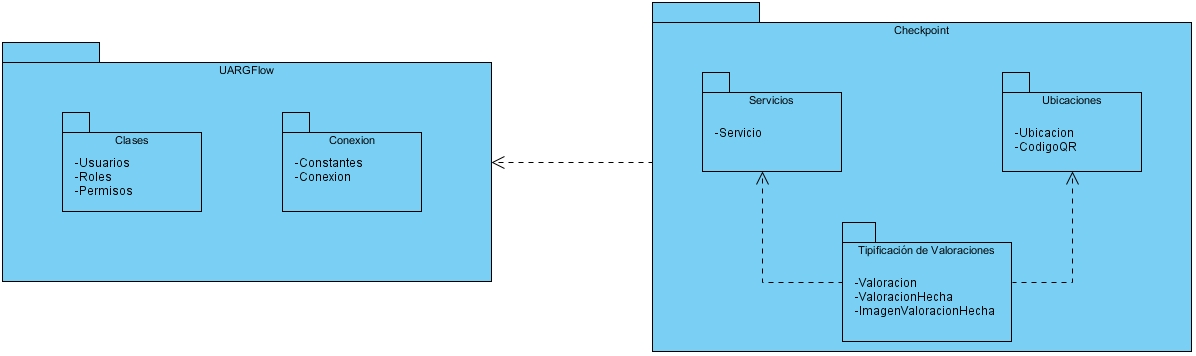 UARGFlow
Clases
-Usuarios
-Roles
-Permisos
Conexion
-Constantes
-Conexion
Checkpoint
Servicios
-Servicio
Ubicaciones
-Ubicacion
-CodigoQR
Tipificación de Valoraciones
-Valoracion
-ValoracionHecha
-ImagenValoracionHecha